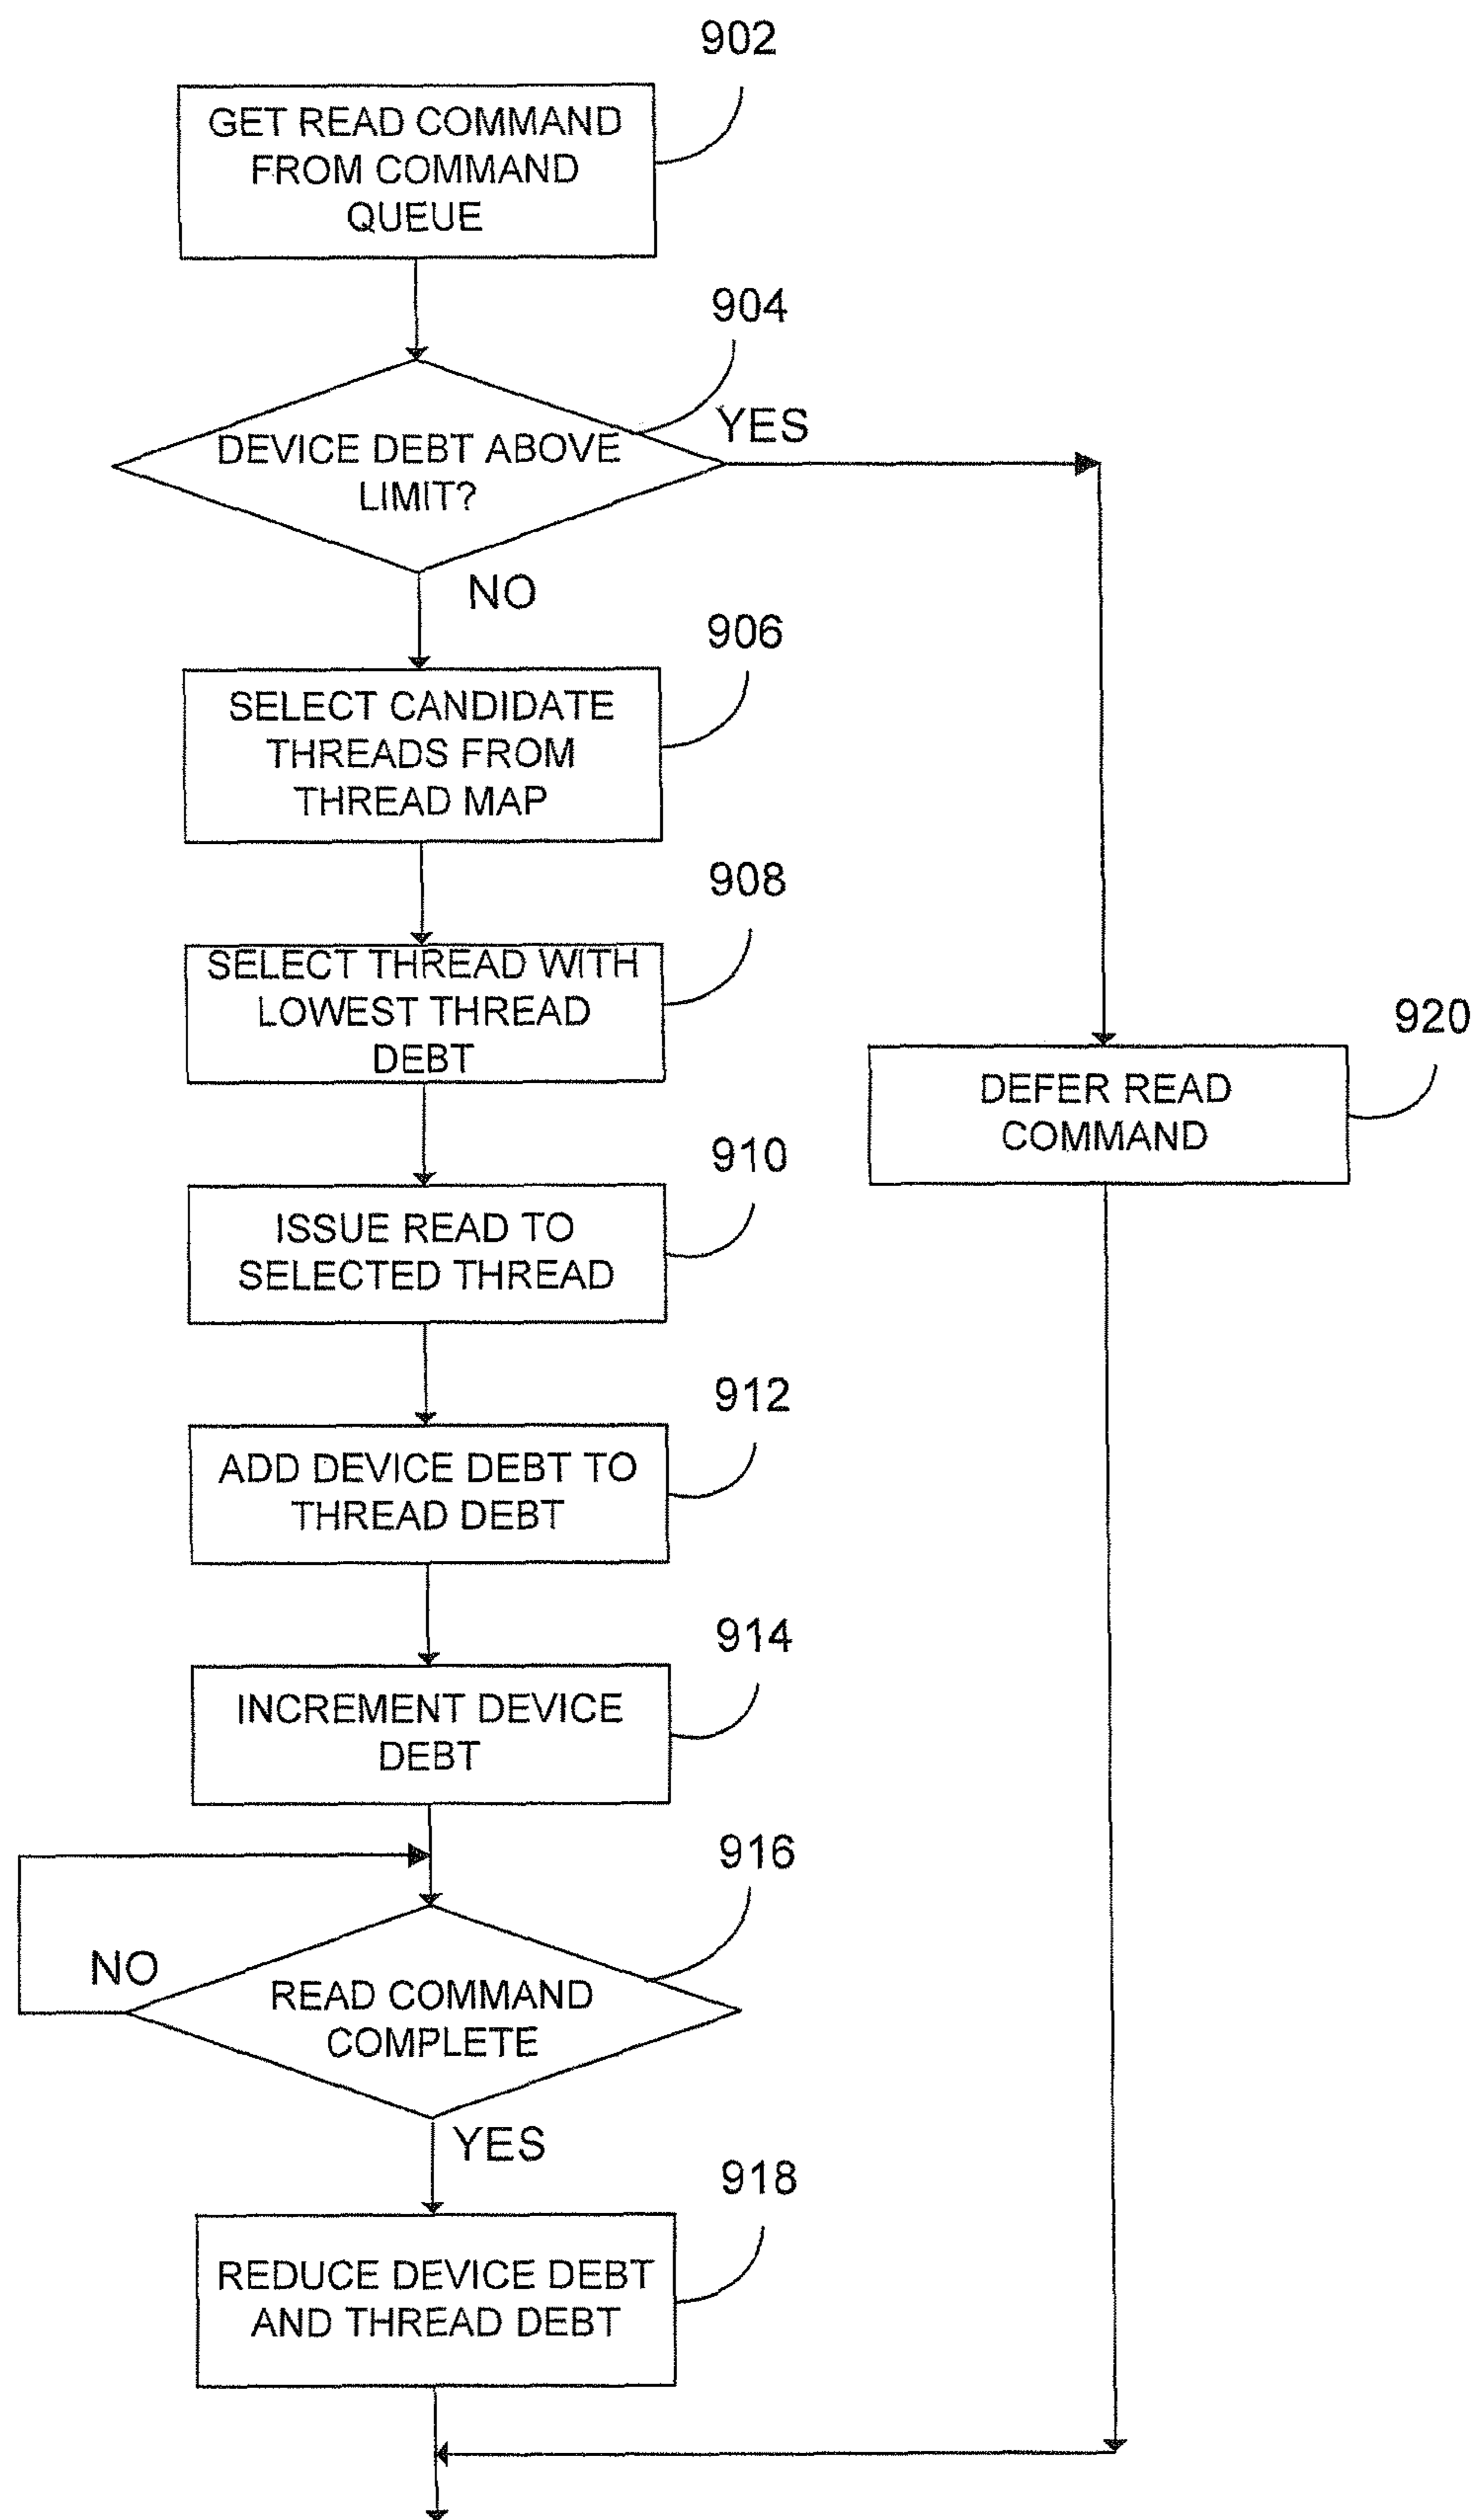 902
GET READ COMMAND
FROM COMMAND
QUEUE
904
YES
DEVICE DEBT ABOVE
LIMIT?
NO
906
SELECT CANDIDATE
THREADS FROM
THREAD MAP
908
SELECT THREAD WITH
LOWEST THREAD
DEBT
920
DEFER READ
COMMAND
910
ISSUE READ TO
SELECTED THREAD
912
ADD DEVICE DEBT TO
THREAD DEBT
914
INCREMENT DEVICE
DEBT
916
NO
READ COMMAND
COMPLETE
YES
918
REDUCE DEVICE DEBT
AND THREAD DEBT